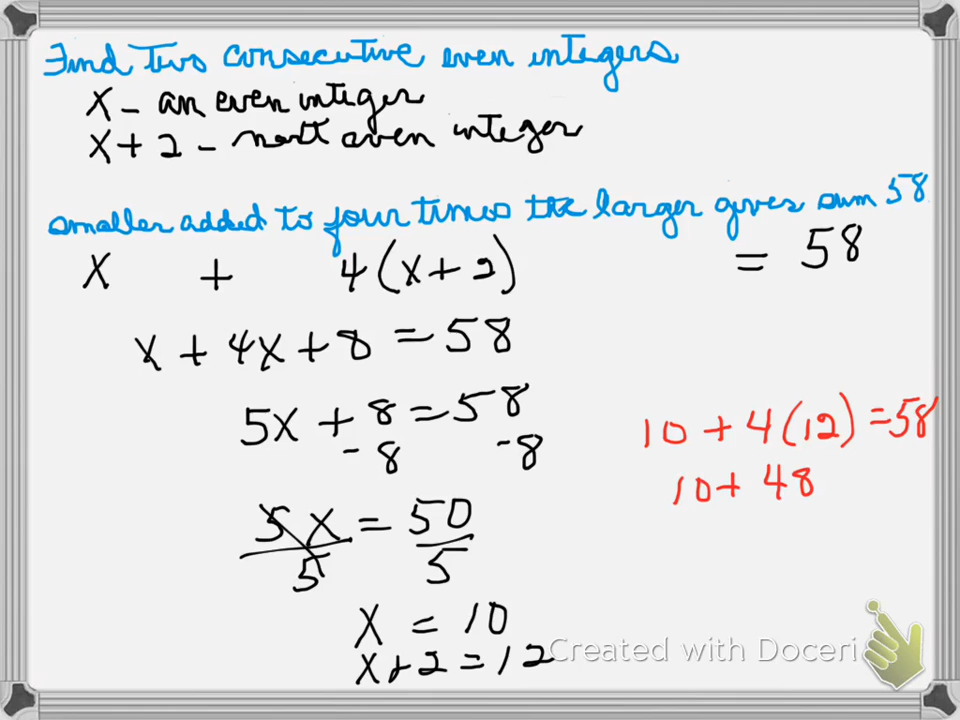 Find Two consecutive even integers
X - an even integer
X + 2 - next even integer
smaller added to four times the larger gives sum 58
X + 4(x + 2) = 58
x + 4x + 8 = 58
5x + 8 = 58
- 8 - 8
10 + 4(12) = 58
10 + 48
5x = 50
5 5
X = 10
X + 2 = 12
Created with Doceri